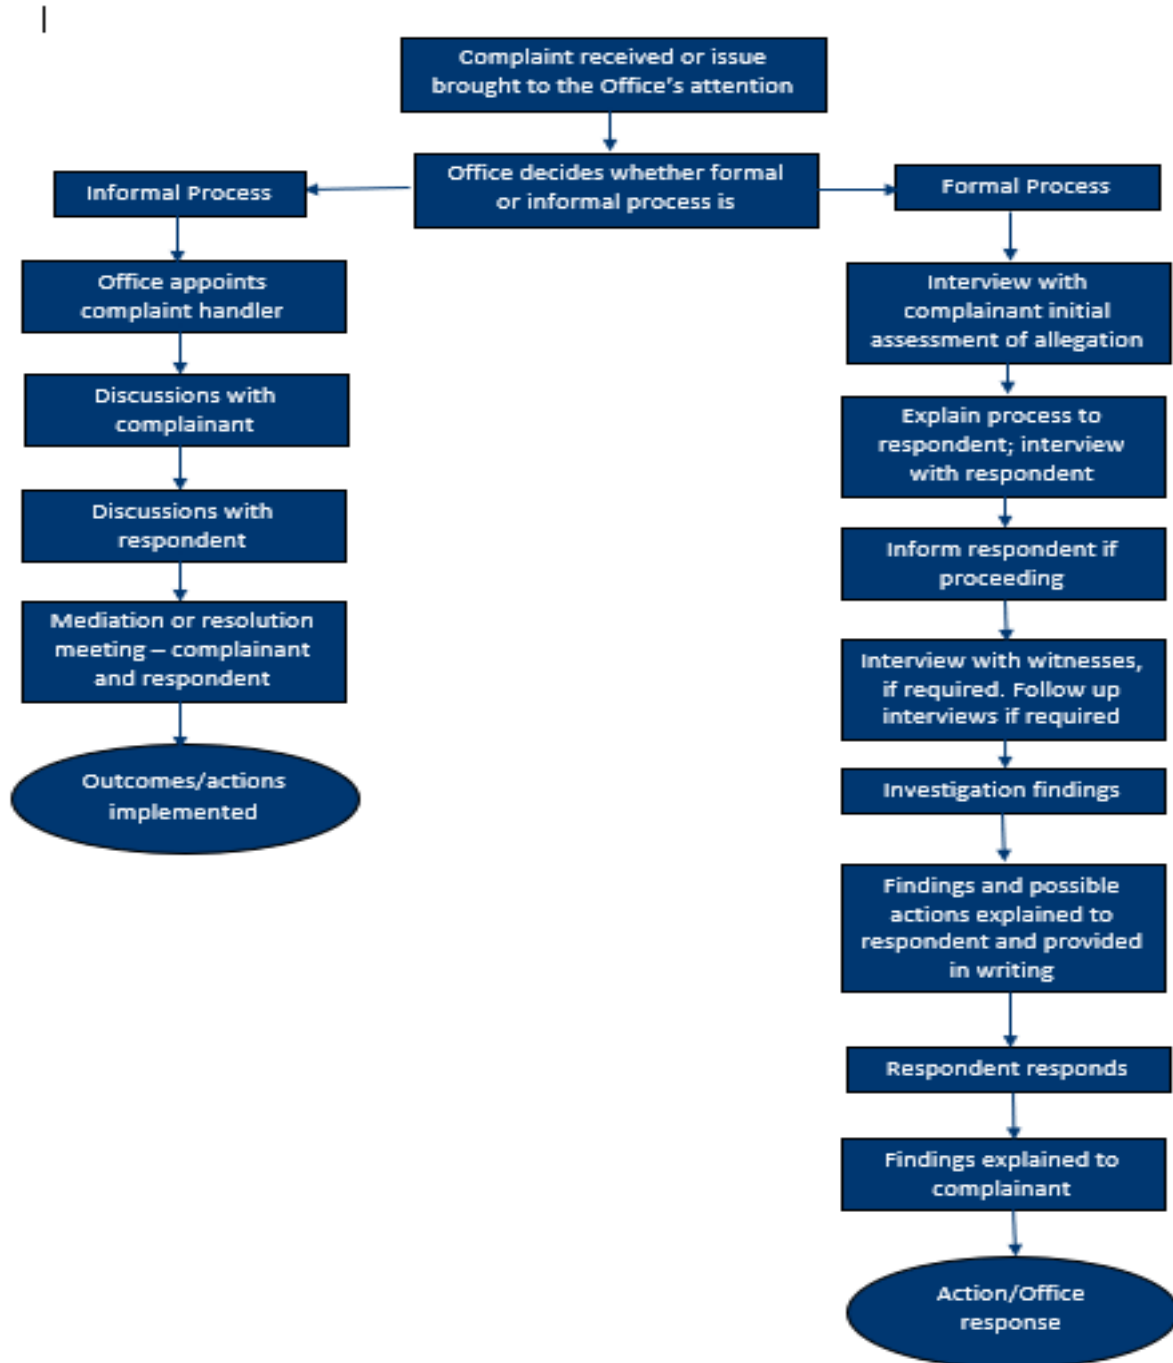 Complaint received or issue
brought to the Office's attention
Office decides whether formal
or informal process is
Informal Process
Office appoints
complaint handler
Discussions with
complainant
Discussions with
respondent
Mediation or resolution
meeting – complainant
and respondent
Outcomes/actions
implemented
Formal Process
Interview with
complainant initial
assessment of allegation
Explain process to
respondent; interview
with respondent
Inform respondent if
proceeding
Interview with witnesses,
if required. Follow up
interviews if required
Investigation findings
Findings and possible
actions explained to
respondent and provided
in writing
Respondent responds
Findings explained to
complainant
Action/Office
response